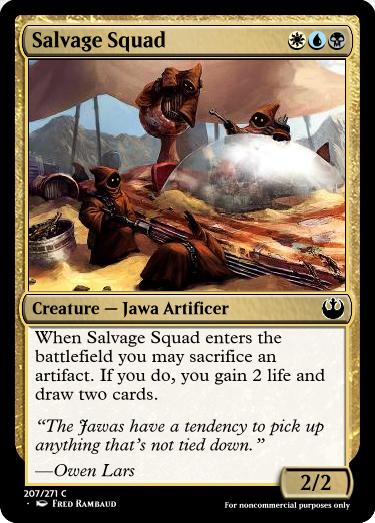 Salvage Squad
Creature — Jawa Artificer
When Salvage Squad enters the
battlefield you may sacrifice an
artifact. If you do, you gain 2 life and
draw two cards.
“The Jawas have a tendency to pick up
anything that’s not tied down.”
—Owen Lars
2/2
207/271 C
· FRED RAMBAUD
For noncommercial purposes only